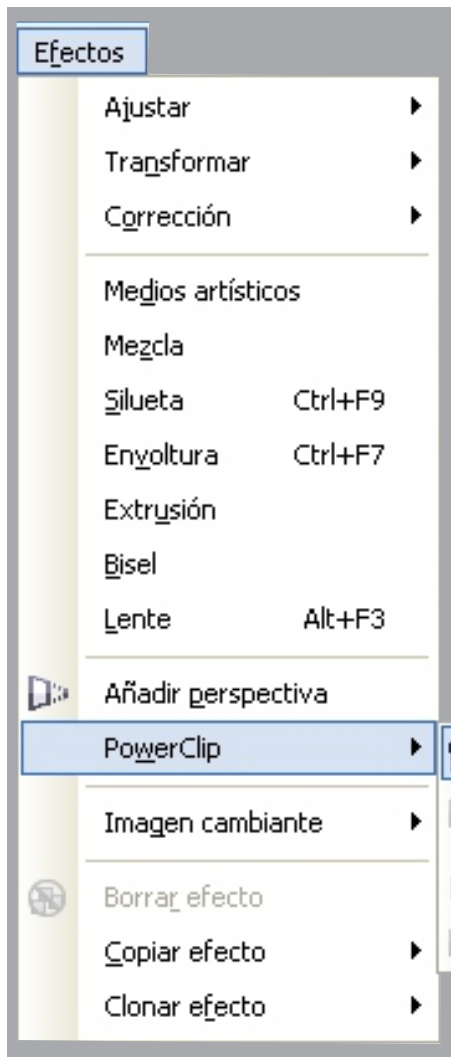 Efectos
Ajustar
Transformar
Corrección
Medios artísticos
Mezcla
Silueta Ctrl+F9
Envoltura Ctrl+F7
Extrusión
Bisel
Lente Alt+F3
Añadir perspectiva
PowerClip
Imagen cambiante
Borrar efecto
Copiar efecto
Clonar efecto